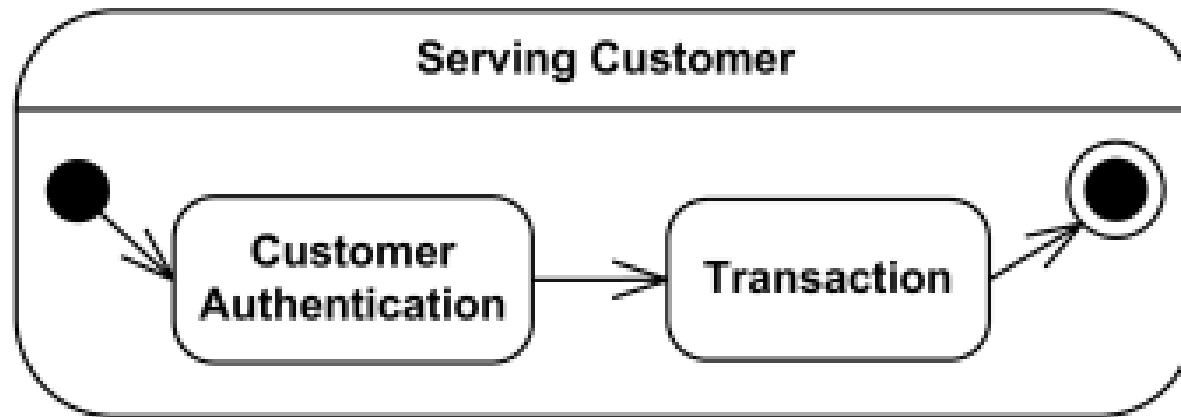 Serving Customer
Customer
Authentication
Transaction